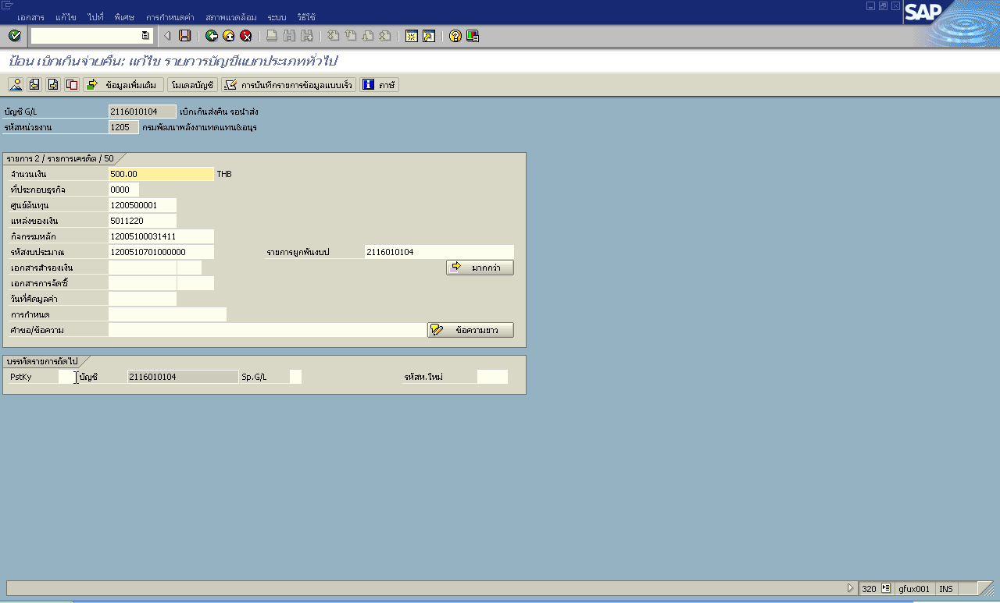 เอกสาร แก้ไข ไปที่ พิเศษ การกำหนดค่า สภาพแวดล้อม ระบบ วิธีใช้
SAP
ป้อน เบิกเกินจ่ายคืน: แก้ไข รายการบัญชีแยกประเภททั่วไป
ข้อมูลเพิ่มเติม โมเดลบัญชี การบันทึกรายการข้อมูลแบบเร็ว ภาษี
บัญชี G/L 2116010104 เบิกเกินส่งคืน รอนำส่ง
รหัสหน่วยงาน 1205 กรมพัฒนาพลังงานทดแทน&อนุร
รายการ 2 / รายการเครดิต / 50
จำนวนเงิน 500.00 THB
ที่ประกอบธุรกิจ 0000
ศูนย์ต้นทุน 1200500001
แหล่งของเงิน 5011220
กิจกรรมหลัก 12005100031411
รหัสงบประมาณ 1200510701000000 รายการผูกพันงบป 2116010104
เอกสารสำรองเงิน มากกว่า
เอกสารการจัดซื้
วันที่คิดมูลค่า
การกำหนด
คำขอ/ข้อความ ข้อความยาว
บรรทัดรายการถัดไป
PstKy บัญชี 2116010104 Sp.G/L รหัสห.ใหม่
320 gfux001 INS